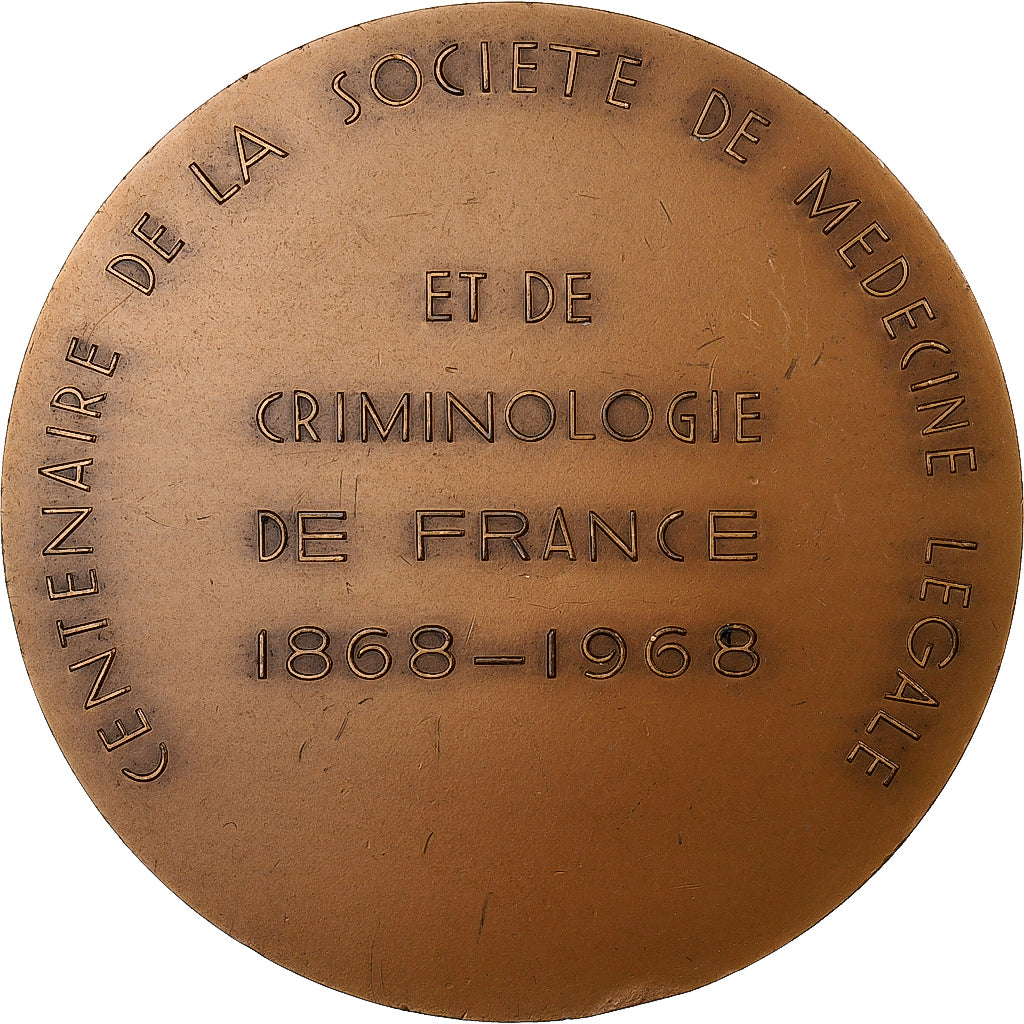 CENTENAIRE DE LA SOCIETE DE MEDECINE LEGALE
ET DE
CRIMINOLOGIE
DE FRANCE
1868-1968